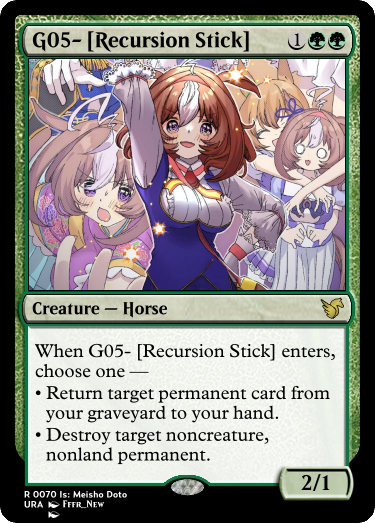 G05- [Recursion Stick] 1
Creature — Horse
When G05- [Recursion Stick] enters,
choose one —
• Return target permanent card from
your graveyard to your hand.
• Destroy target noncreature,
nonland permanent.
2/1
R 0070 Is: Meisho Doto
URA Fffr_New